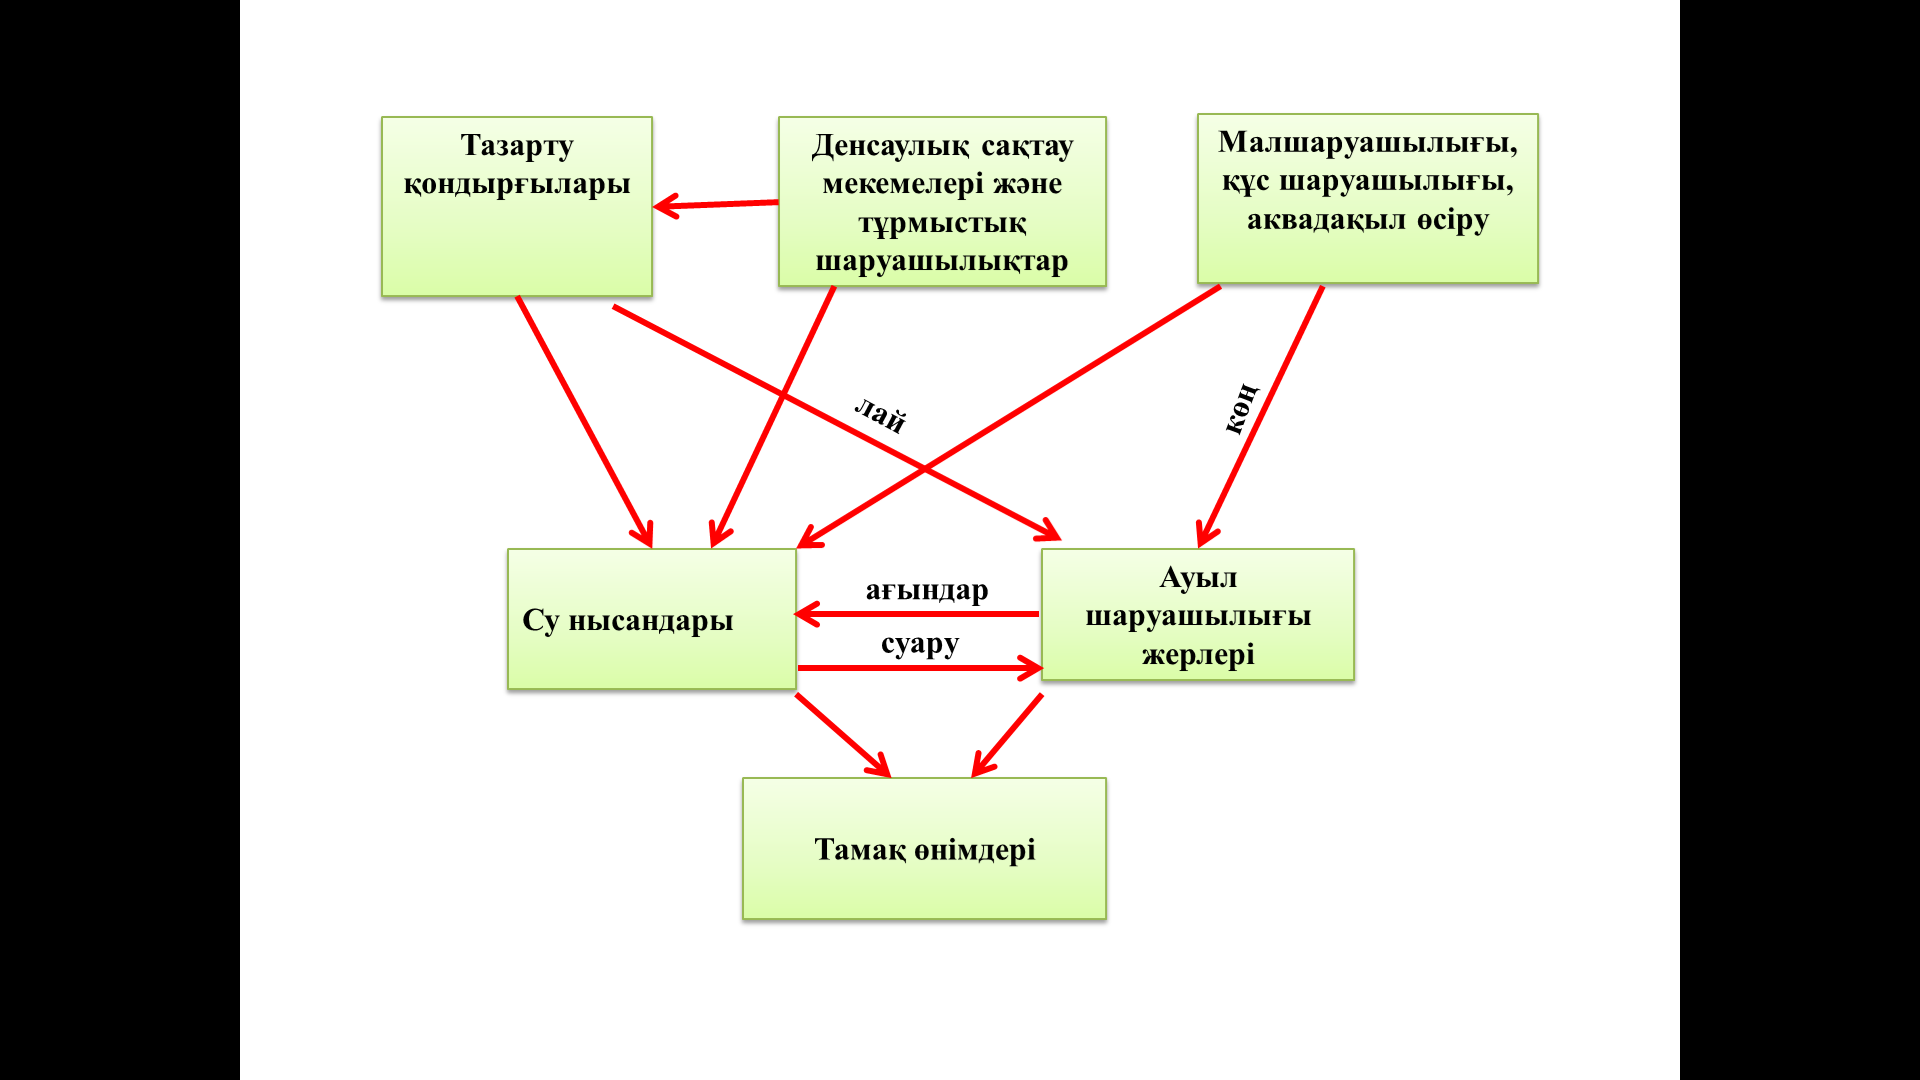 Тазарту
қондырғылары
Денсаулық сақтау
мекемелері және
тұрмыстық
шаруашылықтар
Малшаруашылығы,
құс шаруашылығы,
аквадақыл өсіру
лай
көң
Су нысандары
ағындар
суару
Ауыл
шаруашылығы
жерлері
Тамақ өнімдері